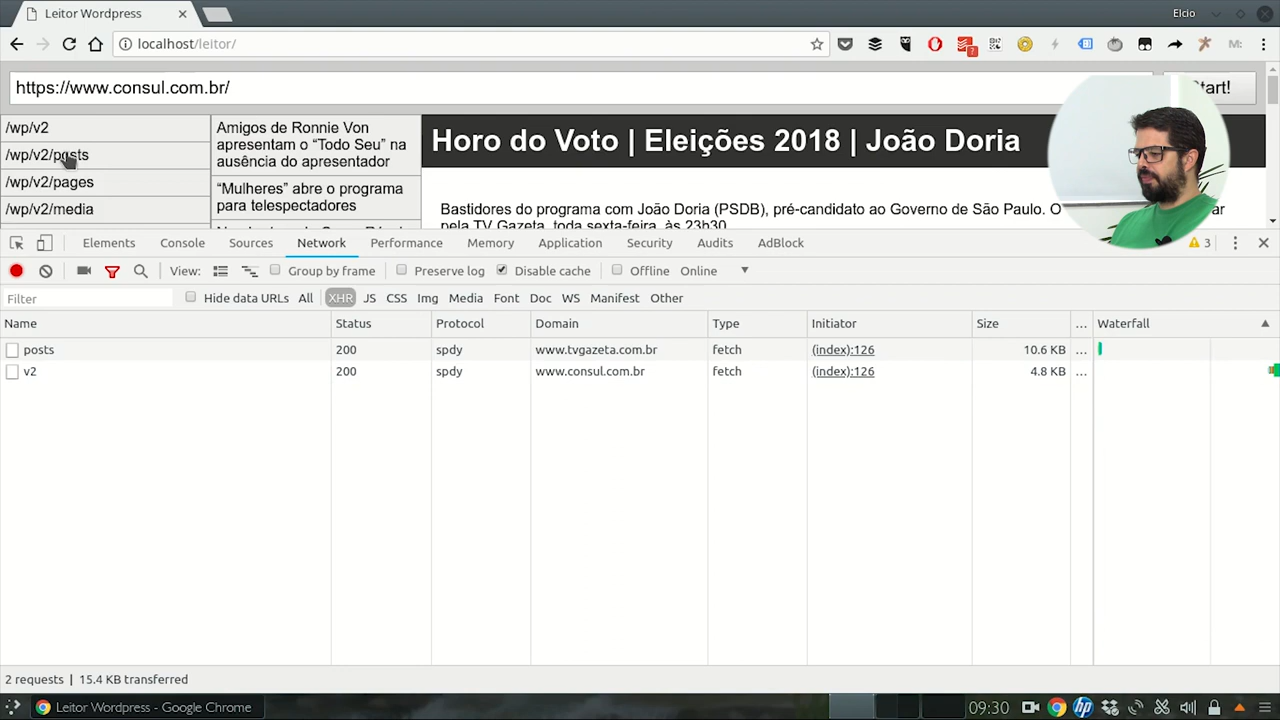 Leitor Wordpress
Elcio
localhost/leitor/
?
M:
https://www.consul.com.br/
tart!
/wp/v2
/wp/v2/posts
/wp/v2/pages
/wp/v2/media
Amigos de Ronnie Von
apresentam o “Todo Seu” na
ausência do apresentador
“Mulheres” abre o programa
para telespectadores
Horo do Voto | Eleições 2018 | João Doria
Bastidores do programa com João Doria (PSDB), pré-candidato ao Governo de São Paulo. O
ar
pela TV Gazeta, toda sexta-feira, às 23h30
Elements Console Sources Network Performance Memory Application Security Audits AdBlock 3
View: Group by frame Preserve log Disable cache Offline Online
Filter Hide data URLs All XHR JS CSS Img Media Font Doc WS Manifest Other
Name Status Protocol Domain Type Initiator Size ... Waterfall
posts 200 spdy www.tvgazeta.com.br fetch (index):126 10.6 KB ...
v2 200 spdy www.consul.com.br fetch (index):126 4.8 KB ...
2 requests | 15.4 KB transferred
Leitor Wordpress - Google Chrome
09:30
hp